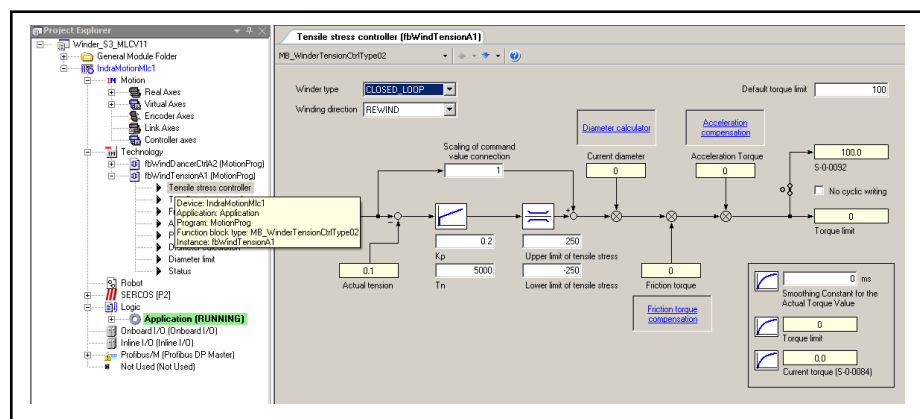 Project Explorer
Winder_S3_MLCV11
General Module Folder
IndraMotionMlc1
Motion
Real Axes
Virtual Axes
Encoder Axes
Link Axes
Controller axes
Technology
fbWindDancerCtrlA2 (MotionProg)
fbWindTensionA1 (MotionProg)
Tensile stress controller
Device: IndraMotionMlc1
Application: Application
Program: MotionProg
Function block type: MB_WinderTensionCtrlType02
Instance: fbWindTensionA1
Diameter limit
Status
Robot
SERCOS [P2]
Logic
Application (RUNNING)
Onboard I/O (Onboard I/O)
Inline I/O (Inline I/O)
Profibus/M (Profibus DP Master)
Not Used (Not Used)
Tensile stress controller (fbWindTensionA1)
MB_WinderTensionCtrlType02
Winder type
CLOSED_LOOP
Winding direction
REWIND
Default torque limit
100
Diameter calculator
Acceleration
compensation
Scaling of command
value connection
1
Current diameter
0
Acceleration Torque
0
100.0
S-0-0092
No cyclic writing
0
Torque limit
0.1
Actual tension
0.2
Kp
5000
Tn
250
Upper limit of tensile stress
-250
Lower limit of tensile stress
0
Friction torque
Friction torque
compensation
0 ms
Smoothing Constant for the
Actual Torque Value
0
Torque limit
0.0
Current torque (S-0-0084)